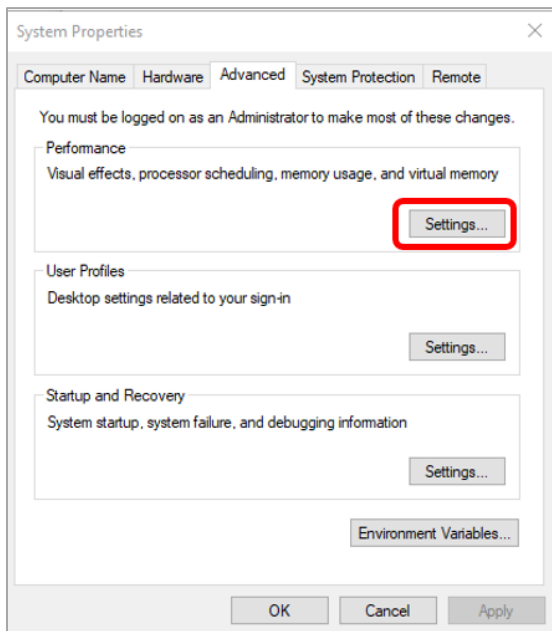 System Properties
Computer Name Hardware Advanced System Protection Remote
You must be logged on as an Administrator to make most of these changes.
Performance
Visual effects, processor scheduling, memory usage, and virtual memory
Settings...
User Profiles
Desktop settings related to your sign-in
Settings...
Startup and Recovery
System startup, system failure, and debugging information
Settings...
Environment Variables...
OK Cancel Apply